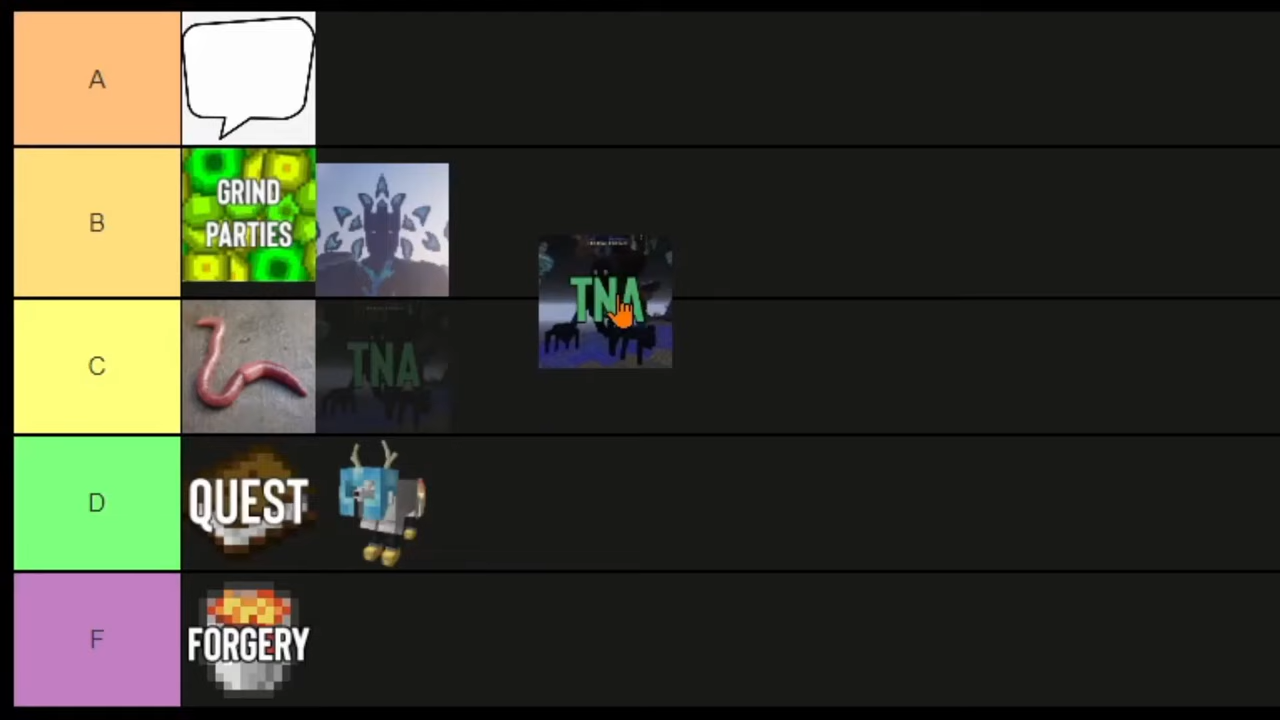 A
B
GRIND
PARTIES
TNA
C
TNA
D
QUEST
F
FORGERY